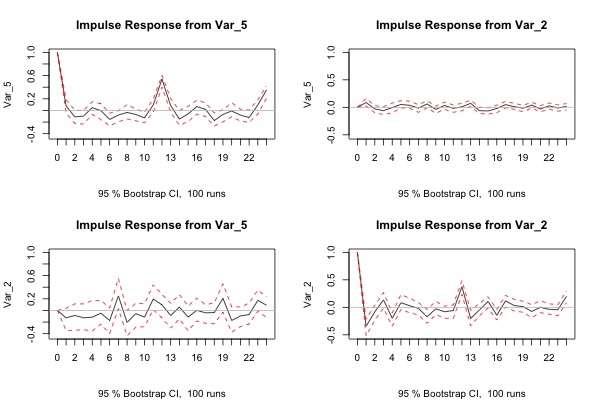 Impulse Response from Var_5
Var_5
1.0
0.6
0.2
-0.4
0 2 4 6 8 10 13 16 19 22
95 % Bootstrap CI, 100 runs
Impulse Response from Var_2
Var_5
1.0
0.5
0.0
-0.5
0 2 4 6 8 10 13 16 19 22
95 % Bootstrap CI, 100 runs
Impulse Response from Var_5
Var_2
1.0
0.6
0.2
-0.4
0 2 4 6 8 10 13 16 19 22
95 % Bootstrap CI, 100 runs
Impulse Response from Var_2
Var_2
1.0
0.5
0.0
-0.5
0 2 4 6 8 10 13 16 19 22
95 % Bootstrap CI, 100 runs